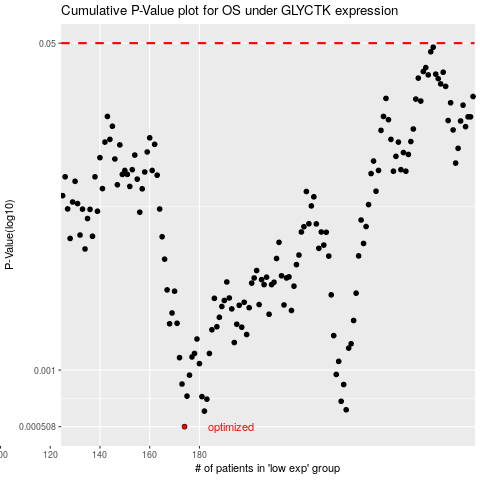 Cumulative P-Value plot for OS under GLYCTK expression
0.05
P-Value(log10)
0.001
0.000508
optimized
00 120 140 160 180
# of patients in 'low exp' group